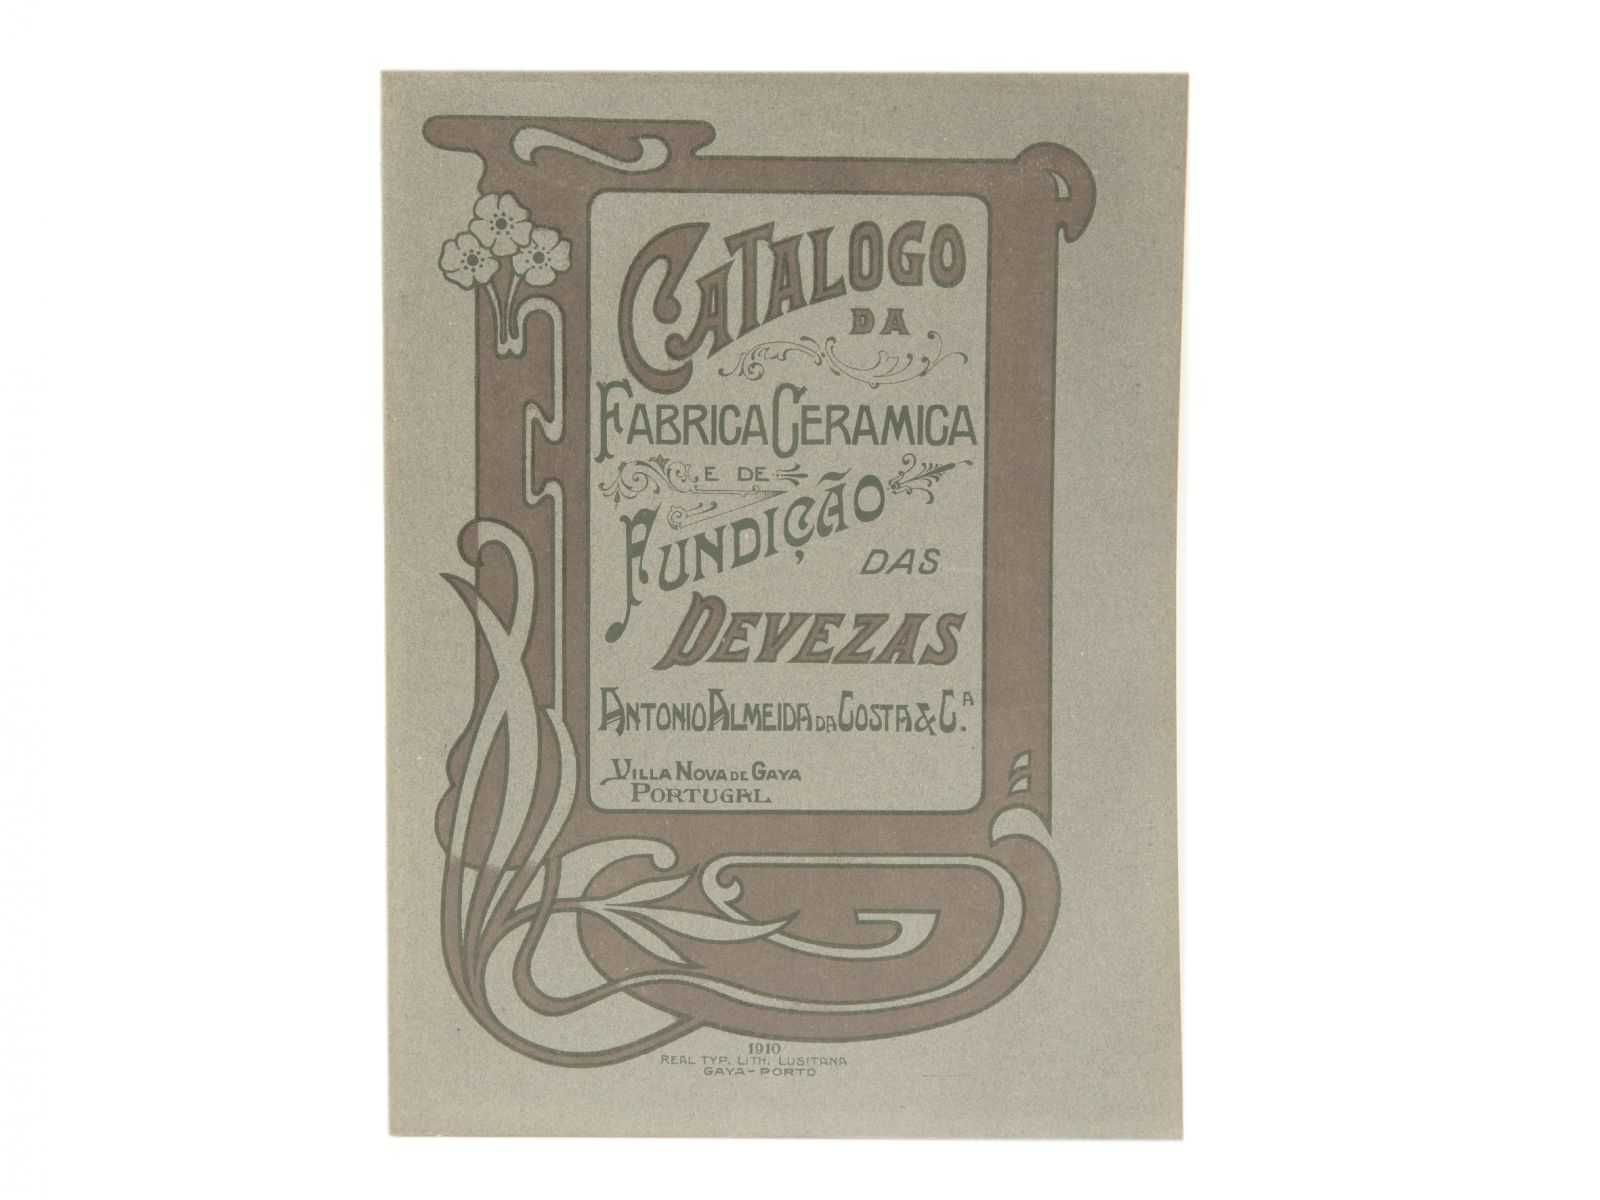 CATALOGO
DA
FABRICA CERAMICA
E DE
FUNDIÇÃO
DAS
DEVEZAS
ANTONIO ALMEIDA DA COSTA & C.A
VILLA NOVA DE GAYA
PORTUGAL
1910
REAL TYP. LITH. LUSITANA
GAYA-PORTO